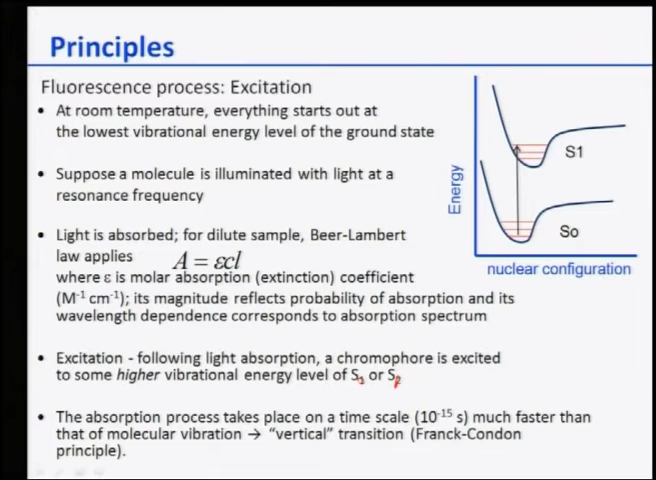 Principles
Fluorescence process: Excitation
• At room temperature, everything starts out at
the lowest vibrational energy level of the ground state
• Suppose a molecule is illuminated with light at a
resonance frequency
• Light is absorbed; for dilute sample, Beer-Lambert
law applies A = εcl
where ε is molar absorption (extinction) coefficient
(M⁻¹ cm⁻¹); its magnitude reflects probability of absorption and its
wavelength dependence corresponds to absorption spectrum
• Excitation - following light absorption, a chromophore is excited
to some higher vibrational energy level of S₁ or S₂
• The absorption process takes place on a time scale (10⁻¹⁵ s) much faster than
that of molecular vibration → “vertical” transition (Franck-Condon
principle).
Energy
S1
So
nuclear configuration